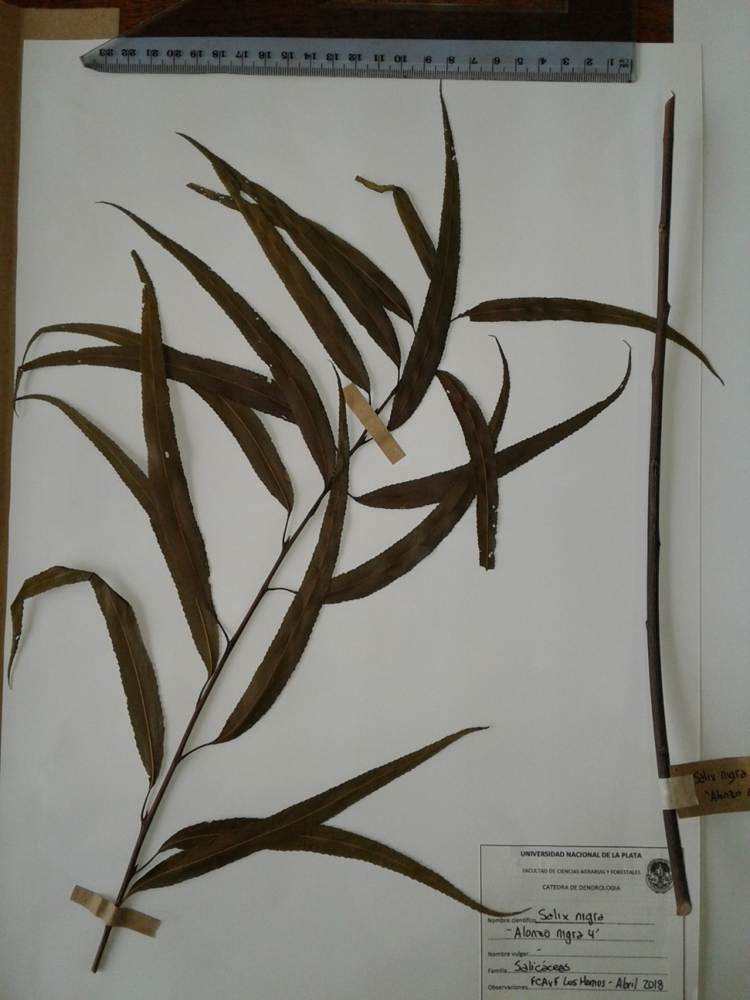 23 22 21 20 19 18 17 16 15 14 13 12 11 10 9 8 7 6 5 4 3 2 1
Salix nigra
'Alonzo
UNIVERSIDAD NACIONAL DE LA PLATA
FACULTAD DE CIENCIAS AGRARIAS Y FORESTALES
CATEDRA DE DENDROLOGIA
Nombre científico Salix nigra
'Alonzo nigra 4'
Nombre vulgar -
Familia Salicáceas
Observaciones FCAyF Los Hornos - Abril 2018